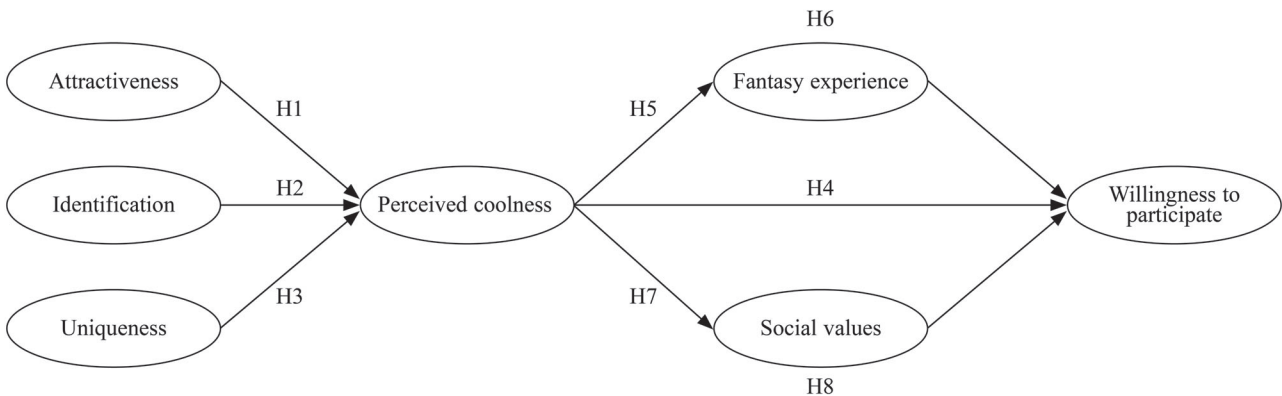 H6
Attractiveness
Fantasy experience
H1
H5
H2
H4
Identification
Perceived coolness
Willingness to
participate
H3
H7
Uniqueness
Social values
H8